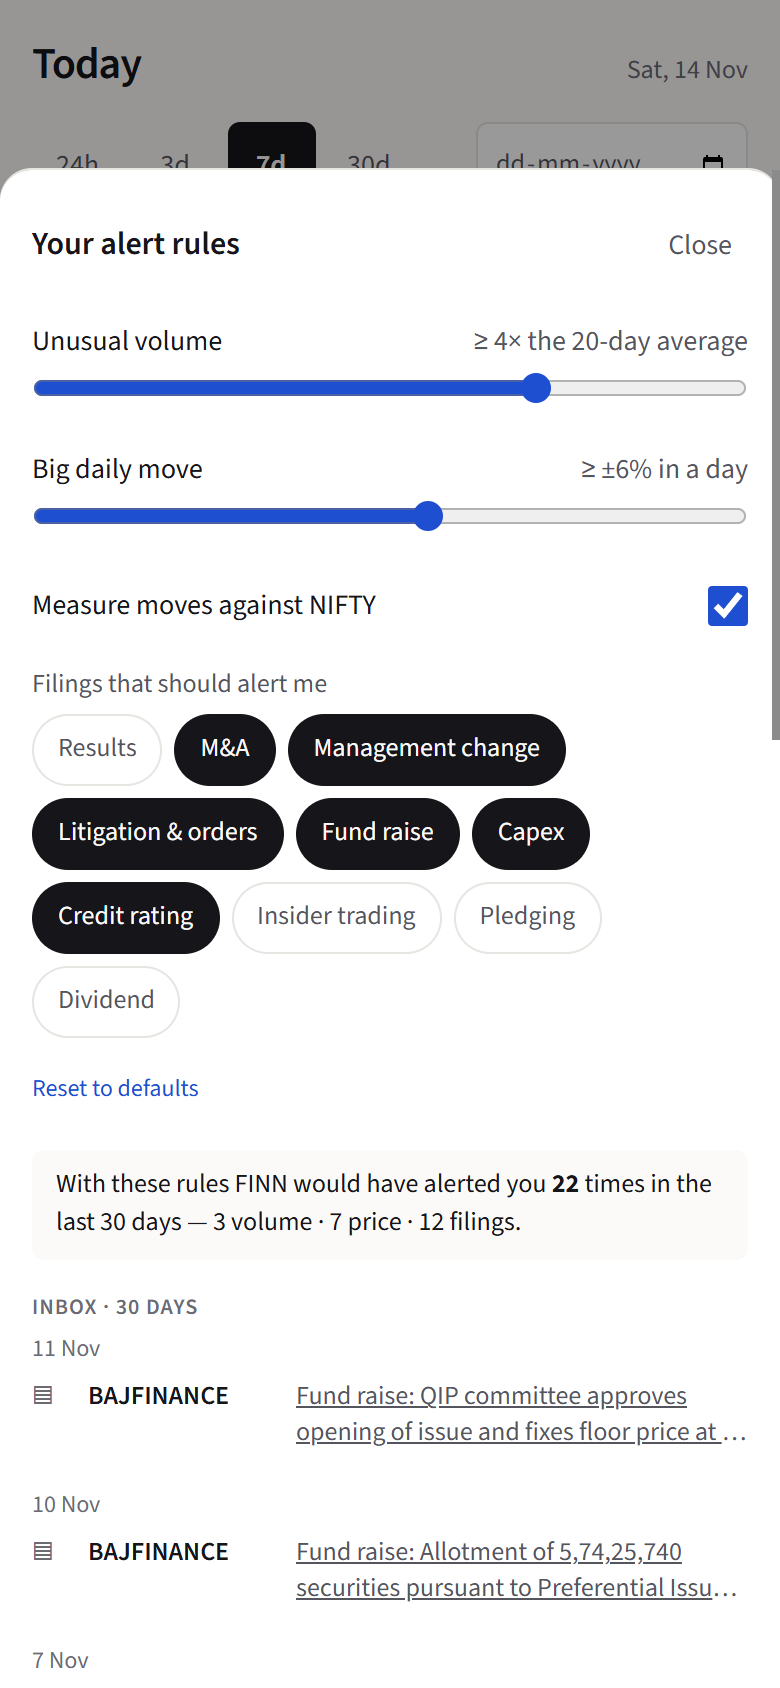 Today
Sat, 14 Nov
24h 3d 7d 30d dd-mm-yyyy
Your alert rules
Close
Unusual volume
≥ 4× the 20-day average
Big daily move
≥ ±6% in a day
Measure moves against NIFTY
Filings that should alert me
Results M&A Management change
Litigation & orders Fund raise Capex
Credit rating Insider trading Pledging
Dividend
Reset to defaults
With these rules FINN would have alerted you 22 times in the
last 30 days — 3 volume · 7 price · 12 filings.
INBOX · 30 DAYS
11 Nov
BAJFINANCE
Fund raise: QIP committee approves
opening of issue and fixes floor price at …
10 Nov
BAJFINANCE
Fund raise: Allotment of 5,74,25,740
securities pursuant to Preferential Issu…
7 Nov